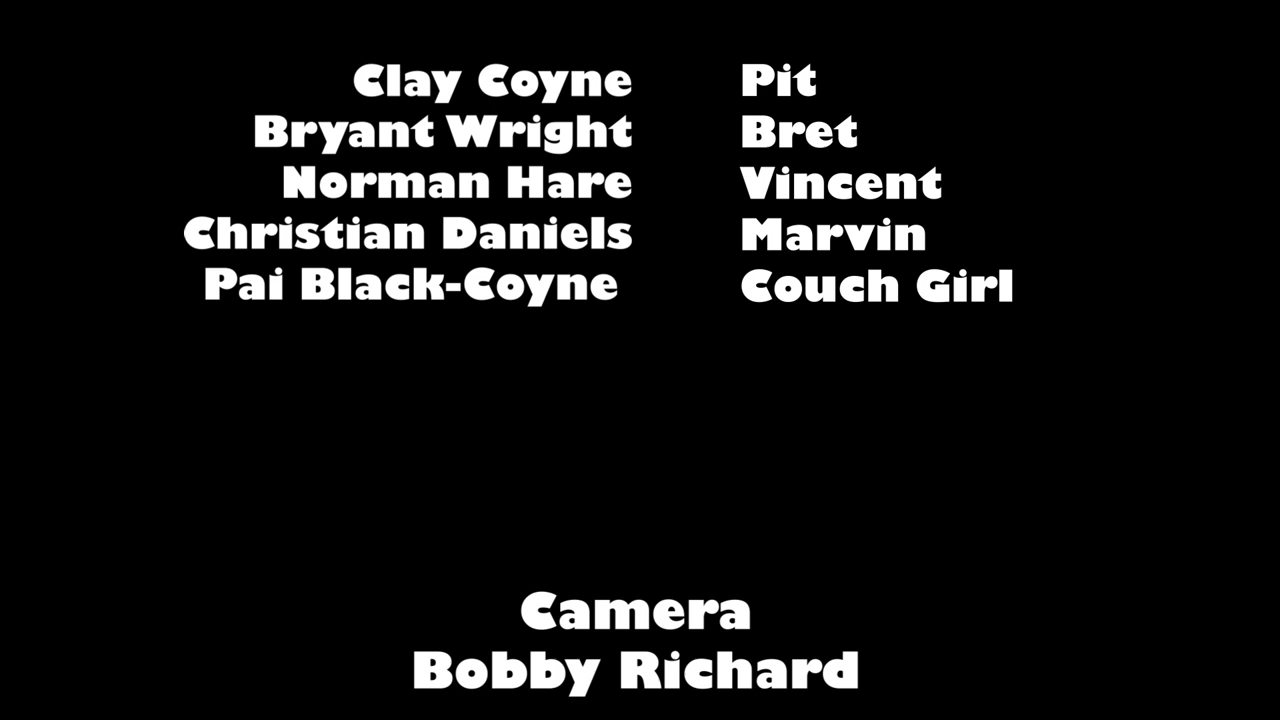 Clay Coyne Pit
Bryant Wright Bret
Norman Hare Vincent
Christian Daniels Marvin
Pai Black-Coyne Couch Girl
Camera
Bobby Richard